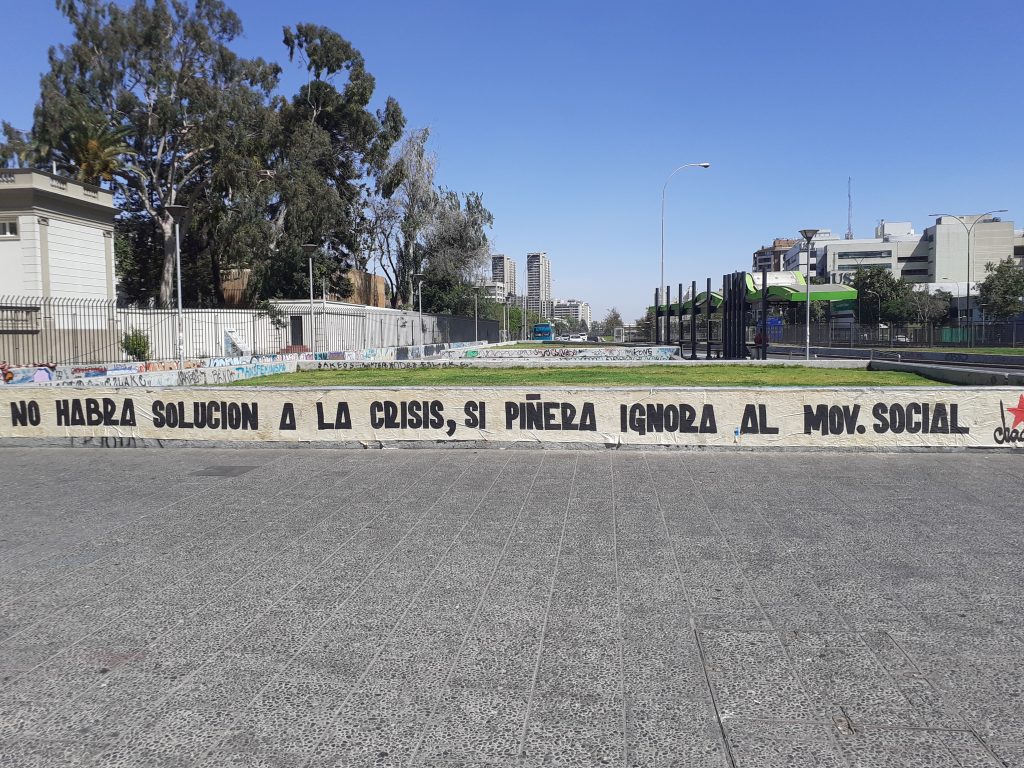 NO HABRA SOLUCION A LA CRISIS, SI PIÑERA IGNORA AL MOV. SOCIAL